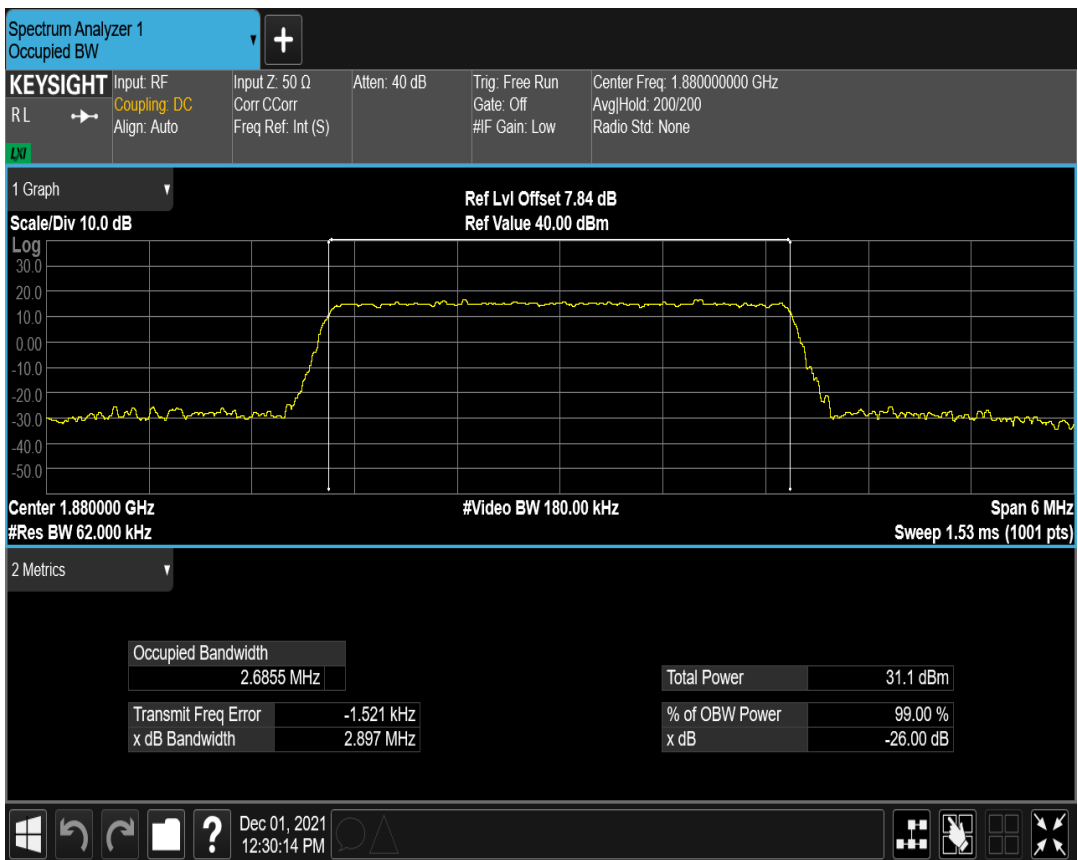 Spectrum Analyzer 1
Occupied BW
+
KEYSIGHT
R L
LXI
Input: RF
Coupling: DC
Align: Auto
Input Z: 50 Ω
Corr CCorr
Freq Ref: Int (S)
Atten: 40 dB
Trig: Free Run
Gate: Off
#IF Gain: Low
Center Freq: 1.880000000 GHz
Avg|Hold: 200/200
Radio Std: None
1 Graph
Scale/Div 10.0 dB
Ref Lvl Offset 7.84 dB
Ref Value 40.00 dBm
Log
30.0
20.0
10.0
0.00
-10.0
-20.0
-30.0
-40.0
-50.0
Center 1.880000 GHz
#Video BW 180.00 kHz
Span 6 MHz
#Res BW 62.000 kHz
Sweep 1.53 ms (1001 pts)
2 Metrics
Occupied Bandwidth
2.6855 MHz
Total Power 31.1 dBm
Transmit Freq Error -1.521 kHz
% of OBW Power 99.00 %
x dB Bandwidth 2.897 MHz
x dB -26.00 dB
?
Dec 01, 2021
12:30:14 PM